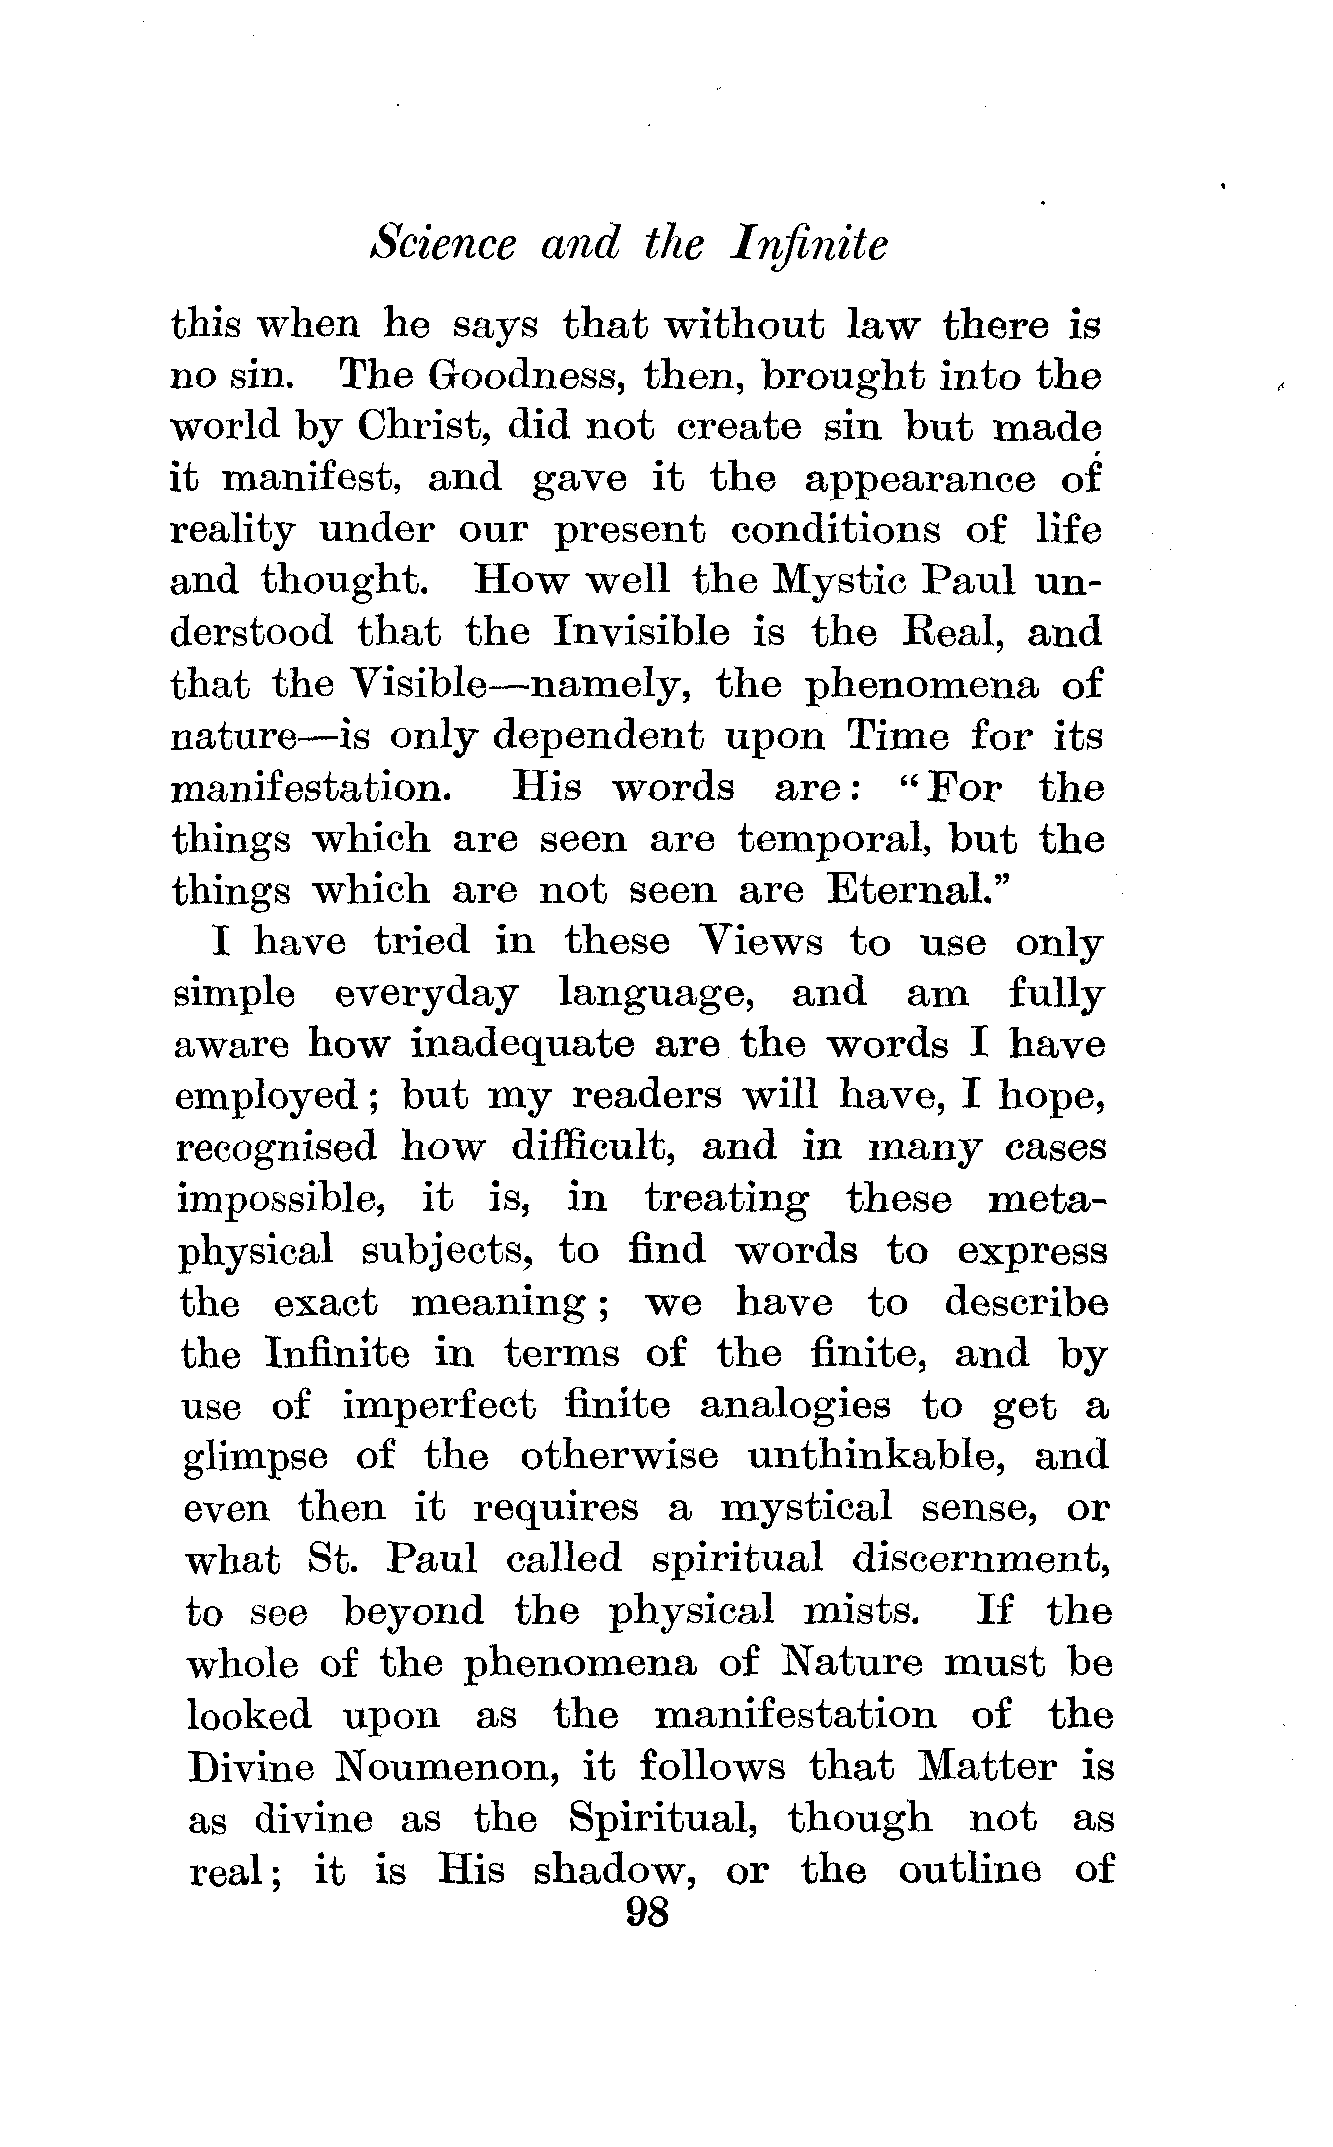 Science and the Infinite
this when he says that without law there is
no sin. The Goodness, then, brought into the
world by Christ, did not create sin but made
it manifest, and gave it the appearance of
reality under our present conditions of life
and thought. How well the Mystic Paul un-
derstood that the Invisible is the Real, and
that the Visible—namely, the phenomena of
nature—is only dependent upon Time for its
manifestation. His words are: “For the
things which are seen are temporal, but the
things which are not seen are Eternal.”
I have tried in these Views to use only
simple everyday language, and am fully
aware how inadequate are the words I have
employed; but my readers will have, I hope,
recognised how difficult, and in many cases
impossible, it is, in treating these meta-
physical subjects, to find words to express
the exact meaning; we have to describe
the Infinite in terms of the finite, and by
use of imperfect finite analogies to get a
glimpse of the otherwise unthinkable, and
even then it requires a mystical sense, or
what St. Paul called spiritual discernment,
to see beyond the physical mists. If the
whole of the phenomena of Nature must be
looked upon as the manifestation of the
Divine Noumenon, it follows that Matter is
as divine as the Spiritual, though not as
real; it is His shadow, or the outline of
98